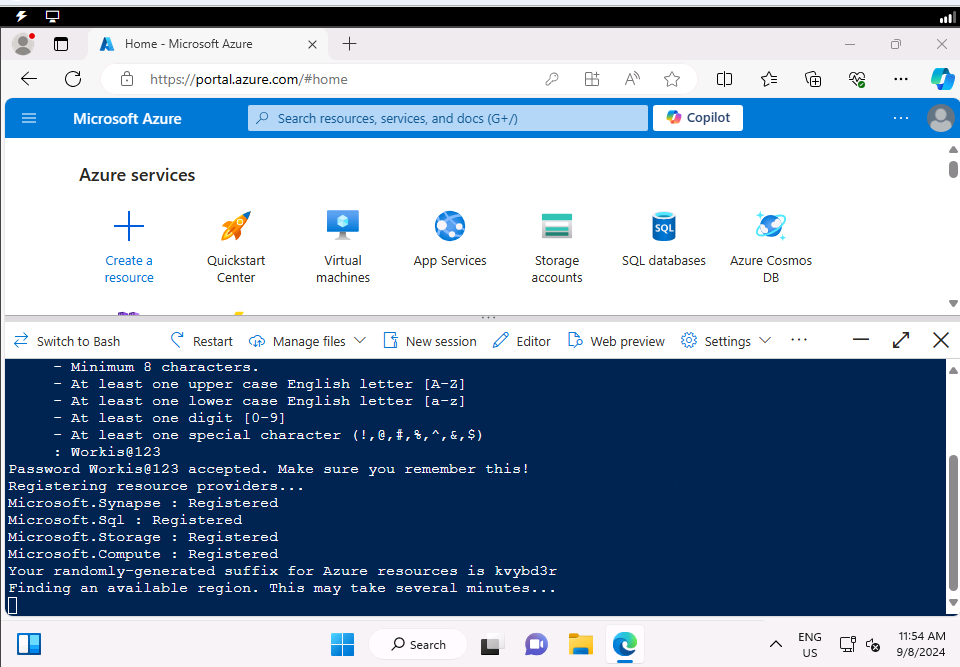 Home - Microsoft Azure
https://portal.azure.com/#home
Microsoft Azure
Search resources, services, and docs (G+/)
Copilot
Azure services
Create a resource
Quickstart Center
Virtual machines
App Services
Storage accounts
SQL
SQL databases
Azure Cosmos DB
Switch to Bash
Restart
Manage files
New session
Editor
Web preview
Settings
- Minimum 8 characters.
- At least one upper case English letter [A-Z]
- At least one lower case English letter [a-z]
- At least one digit [0-9]
- At least one special character (!,@,#,%,^,&,$)
: Workis@123
Password Workis@123 accepted. Make sure you remember this!
Registering resource providers...
Microsoft.Synapse : Registered
Microsoft.Sql : Registered
Microsoft.Storage : Registered
Microsoft.Compute : Registered
Your randomly-generated suffix for Azure resources is kvybd3r
Finding an available region. This may take several minutes...
Search
ENG
US
11:54 AM
9/8/2024